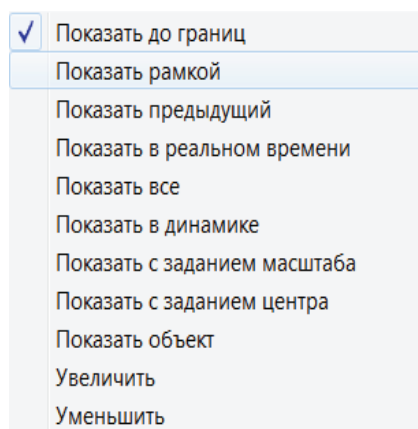 Показать до границ
Показать рамкой
Показать предыдущий
Показать в реальном времени
Показать все
Показать в динамике
Показать с заданием масштаба
Показать с заданием центра
Показать объект
Увеличить
Уменьшить